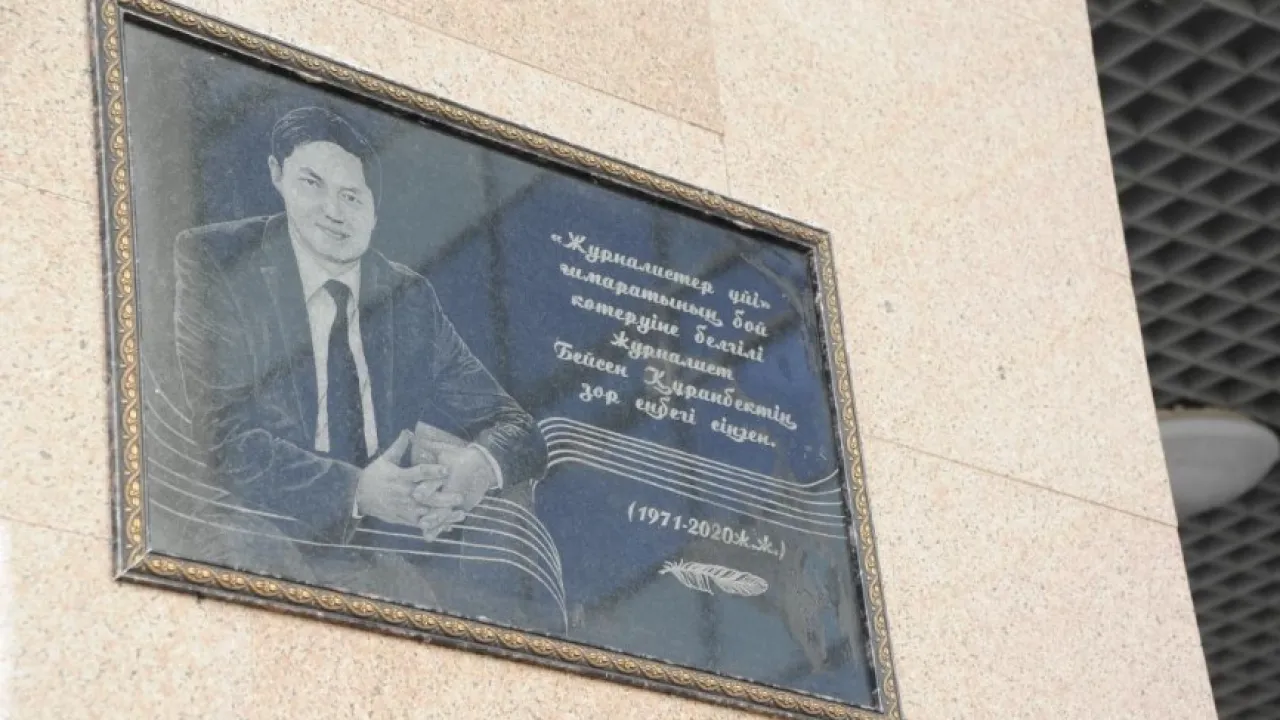 «Журналистер үйі»
ғимаратының бой
көтеруіне белгілі
журналист
Бейсен Құранбектің
зор еңбегі сіңген.
(1971-2020ж.ж.)